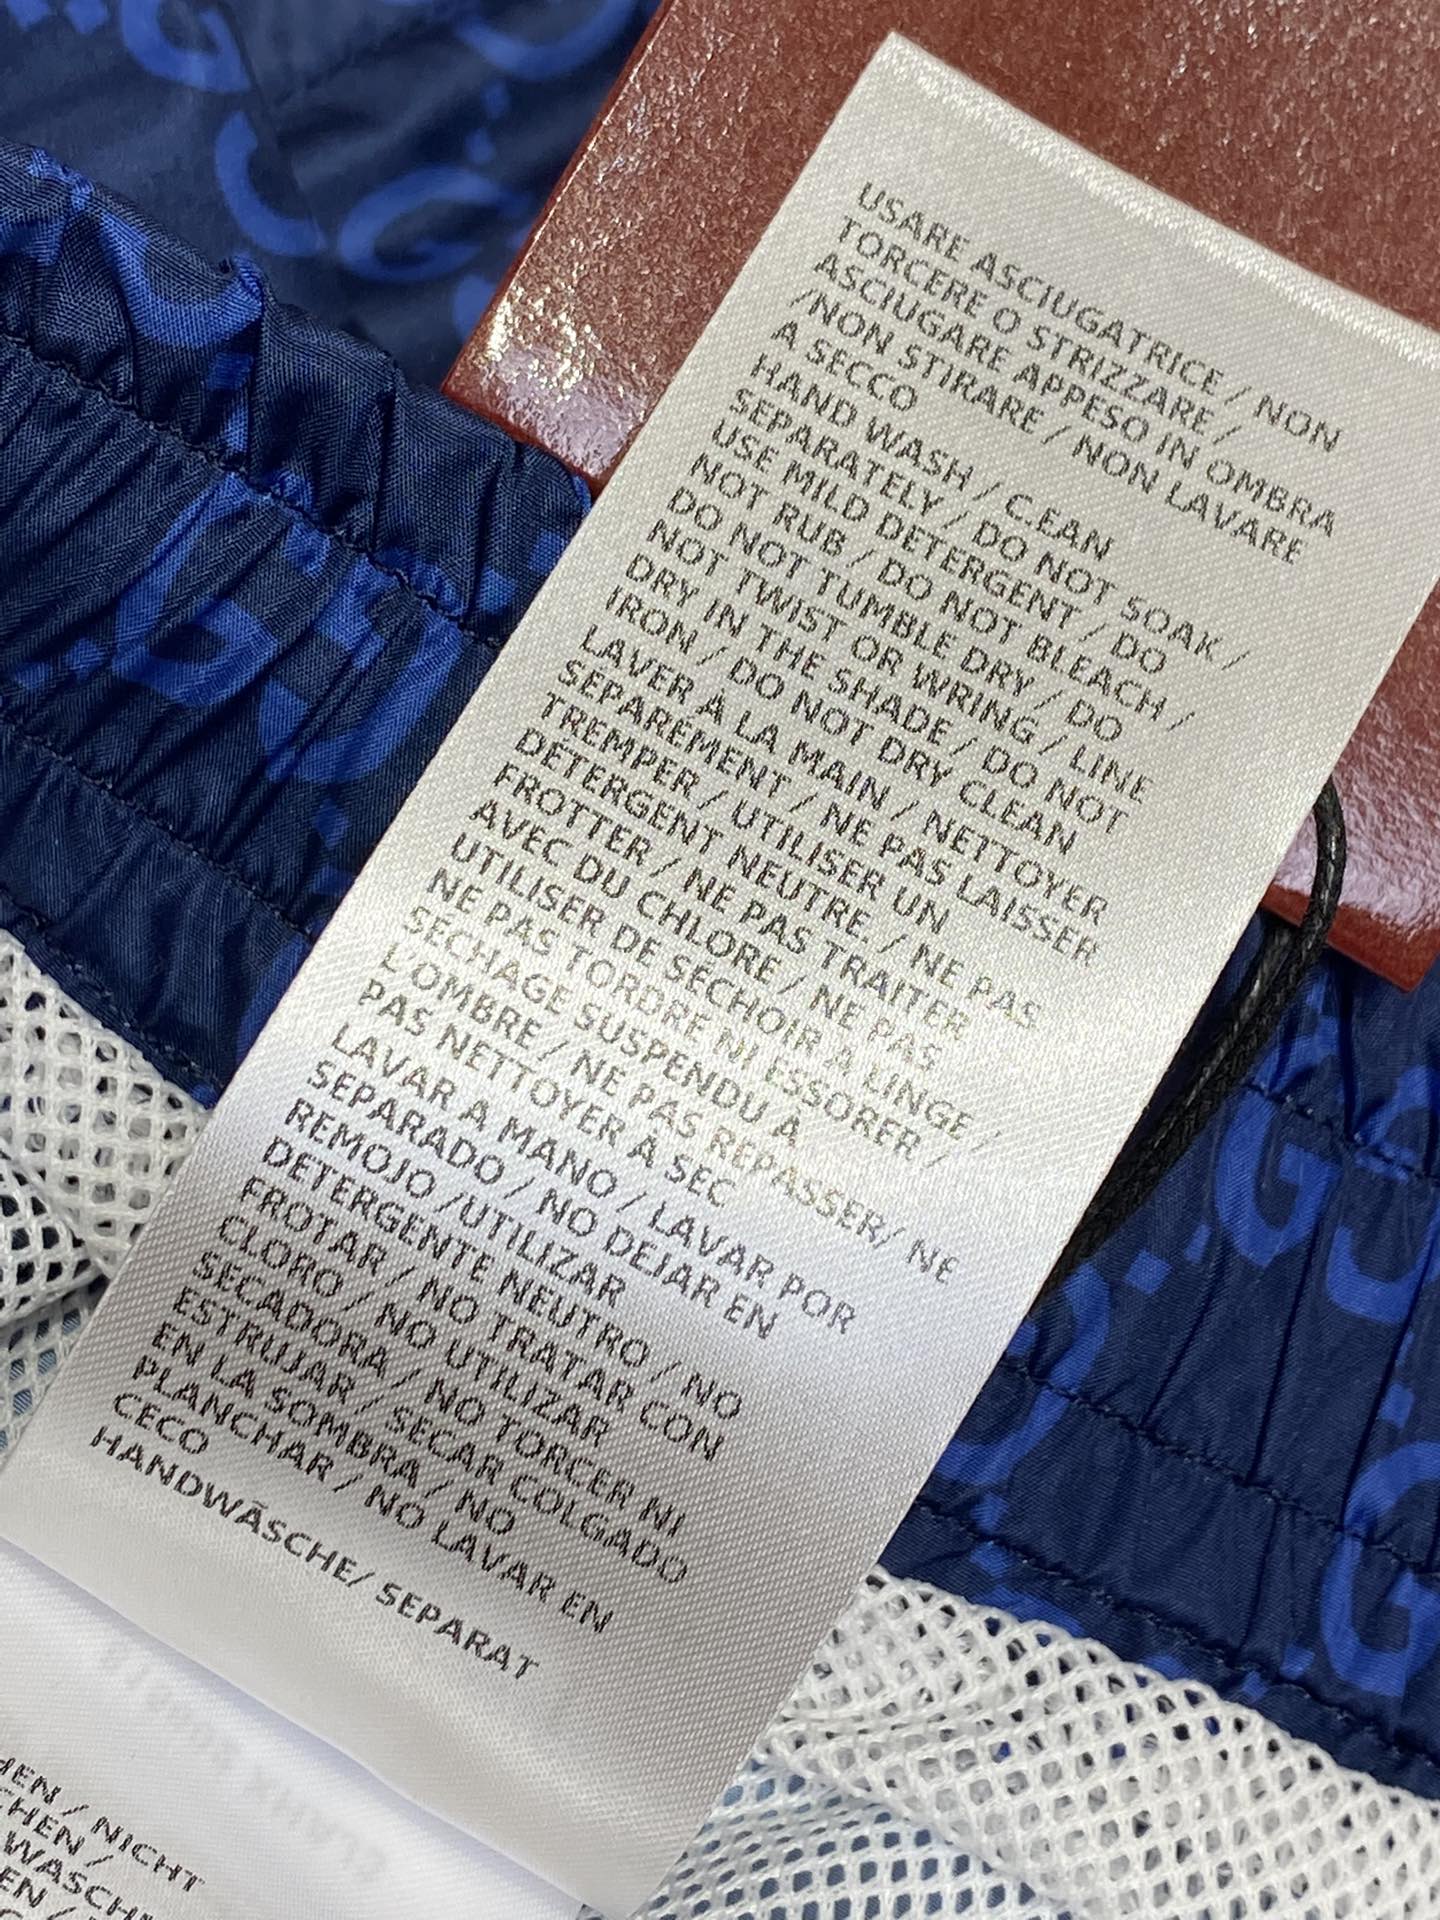 USARE ASCIUGATRICE / NON
TORCERE O STRIZZARE /
ASCIUGARE APPESO IN OMBRA
/NON STIRARE / NON LAVARE
A SECCO
HAND WASH / C.EAN
SEPARATELY / DO NOT SOAK /
USE MILD DETERGENT / DO
NOT RUB / DO NOT BLEACH /
DO NOT TUMBLE DRY / DO
NOT TWIST OR WRING / LINE
DRY IN THE SHADE / DO NOT
IRON / DO NOT DRY CLEAN
LAVER À LA MAIN / NETTOYER
SÉPARÉMENT / NE PAS LAISSER
TREMPER / UTILISER UN
DÉTERGENT NEUTRE. / NE PAS
FROTTER / NE PAS TRAITER
AVEC DU CHLORE / NE PAS
UTILISER DE SÉCHOIR À LINGE /
NE PAS TORDRE NI ESSORER /
SÉCHAGE SUSPENDU À
L'OMBRE / NE PAS REPASSER/ NE
PAS NETTOYER À SEC
LAVAR A MANO / LAVAR POR
SEPARADO / NO DEJAR EN
REMOJO /UTILIZAR
DETERGENTE NEUTRO / NO
FROTAR / NO TRATAR CON
CLORO / NO UTILIZAR
SECADORA / NO TORCER NI
ESTRUJAR / SECAR COLGADO
EN LA SOMBRA / NO
PLANCHAR / NO LAVAR EN
CECO
HANDWÄSCHE/ SEPARAT
HEN / NICHT
CHEN /
WASCH
EN /